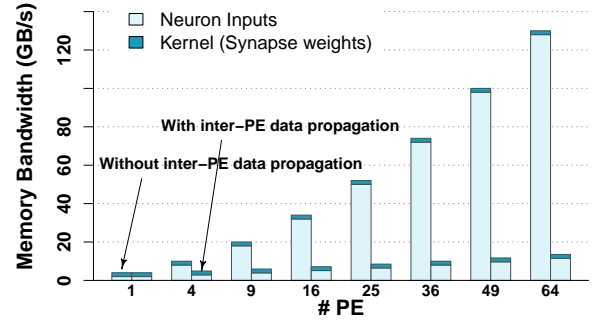 Neuron Inputs
Kernel (Synapse weights)
With inter−PE data propagation
Without inter−PE data propagation
Memory Bandwidth (GB/s)
120
80
60
40
20
0
1 4 9 16 25 36 49 64
# PE